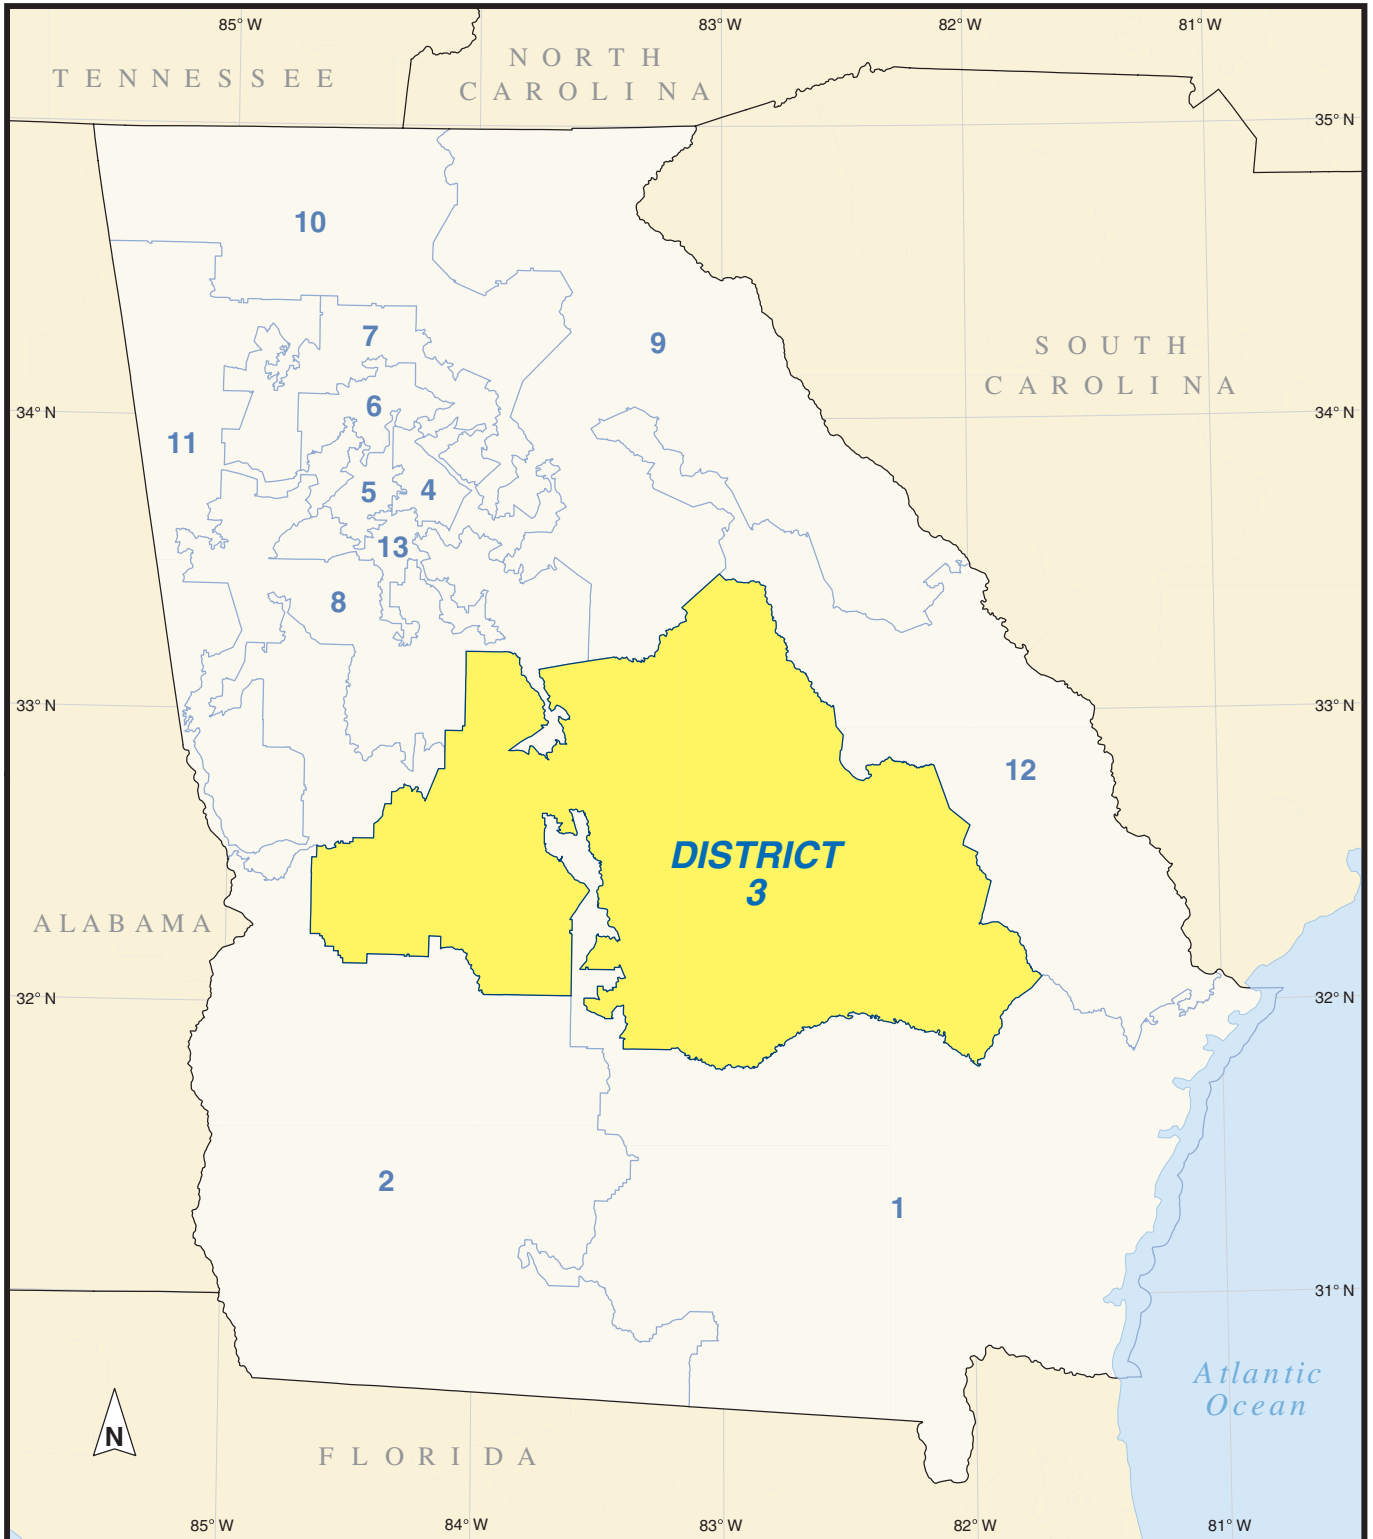 85° W
83° W
82° W
81° W
NORTH
CAROLINA
TENNESSEE
35° N
10
7
9
SOUTH
CAROLINA
34° N
6
34° N
11
5
4
13
8
33° N
33° N
12
DISTRICT
3
ALABAMA
32° N
32° N
2
1
31° N
Atlantic
Ocean
N
FLORIDA
85° W
84° W
83° W
82° W
81° W